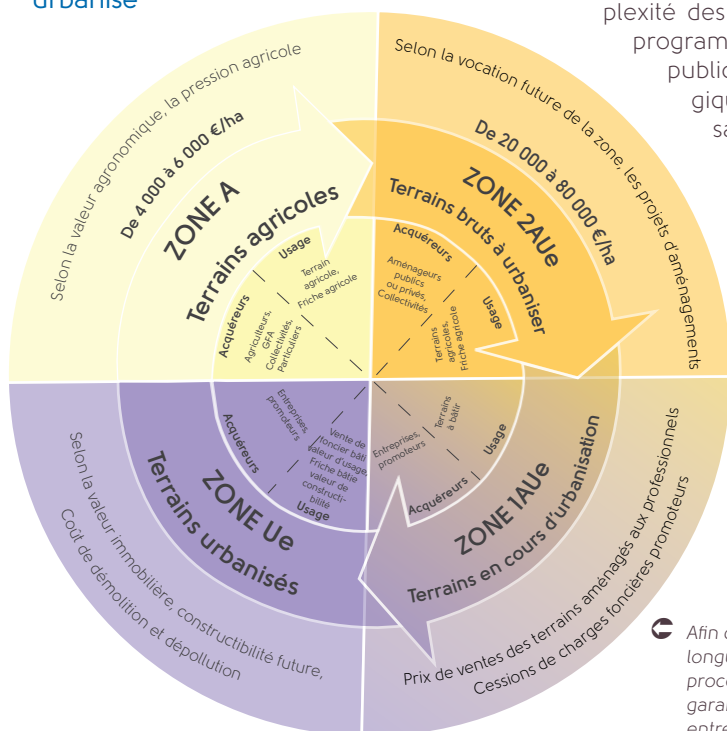 urbanisé
plexité des
program
public
giqu
sa
Selon la valeur agronomique, la pression agricole
De 4 000 à 6 000 €/ha
ZONE A
Terrains agricoles
Usage
Terrain
agricole,
Friche agricole
Acquéreurs
Agriculteurs,
GFA
Collectivités,
Particuliers
Selon la vocation future de la zone, les projets d'aménagements
De 20 000 à 80 000 €/ha
ZONE 2AUe
Terrains bruts à urbaniser
Acquéreurs
Aménageurs
publics
ou privés,
Collectivités
Usage
Terrains
agricoles,
Friche agricole
Terrains
à bâtir
Usage
Entreprises,
promoteurs
Acquéreurs
ZONE 1AUe
Terrains en cours d'urbanisation
Prix de ventes des terrains aménagés aux professionnels
Cessions de charges foncières promoteurs
Entreprises,
promoteurs
Acquéreurs
Vente de
foncier bâti
valeur d'usage,
Friche bâtie
valeur de
constructi-
bilité
Usage
ZONE Ue
Terrains urbanisés
Selon la valeur immobilière, constructibilité future,
Coût de démolition et dépollution
Afin
longu
procé
garan
entre